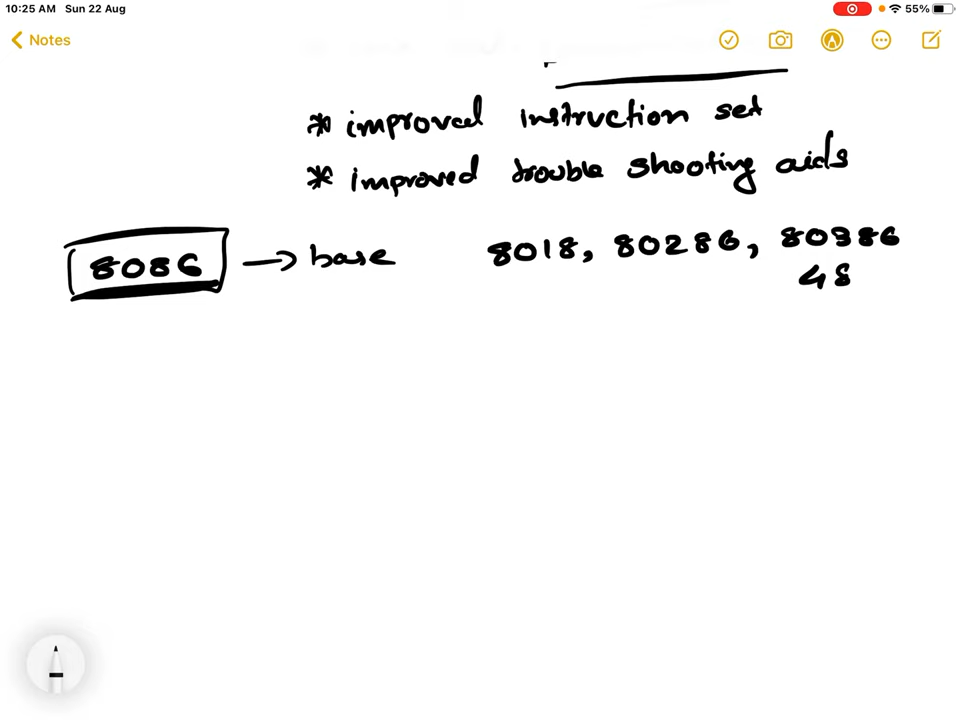 10:25 AM Sun 22 Aug 55%
Notes
* improved instruction set
* improved trouble shooting aids
8086 → base 8018, 80286, 80386
48